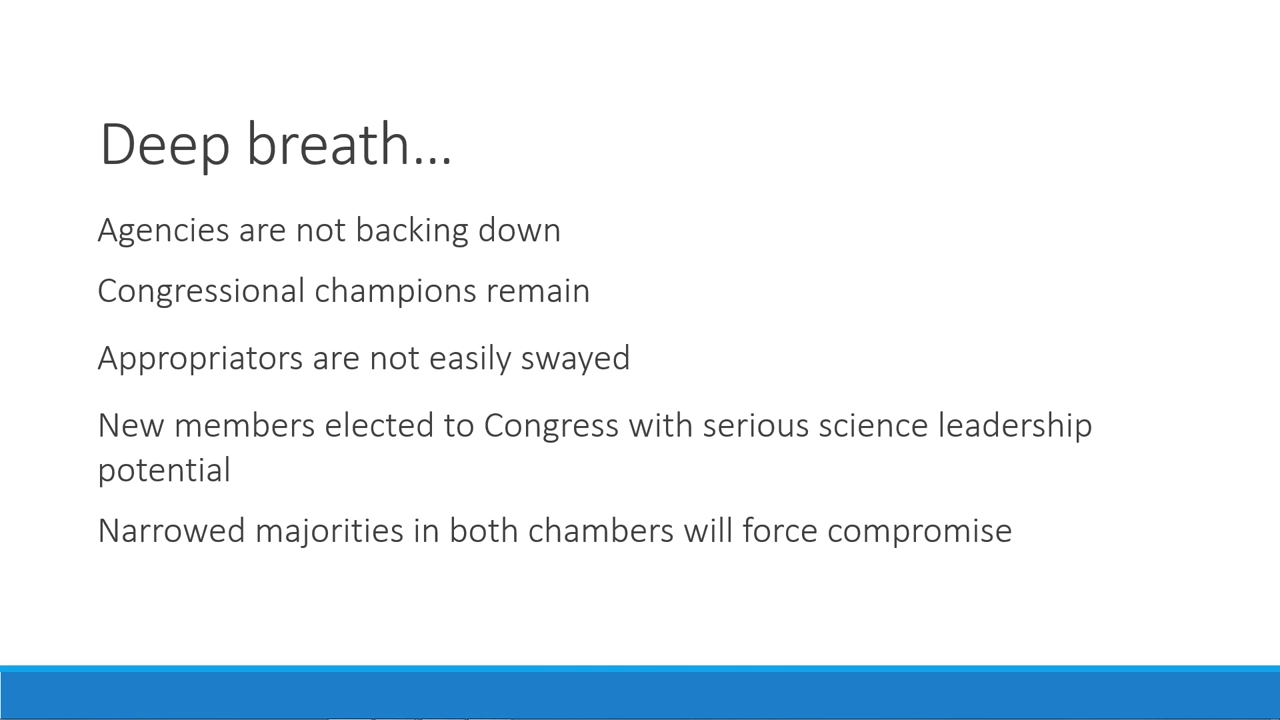 Deep breath...
Agencies are not backing down
Congressional champions remain
Appropriators are not easily swayed
New members elected to Congress with serious science leadership
potential
Narrowed majorities in both chambers will force compromise